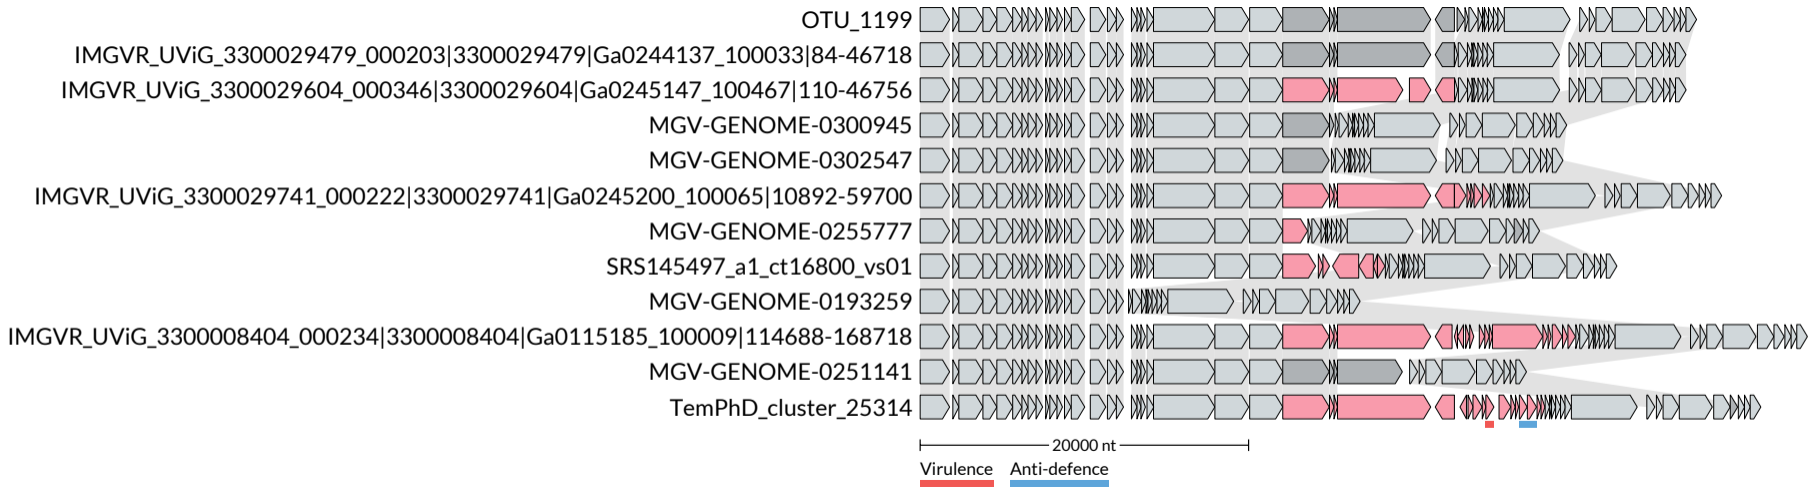 OTU_1199
IMGVR_UViG_3300029479_000203|3300029479|Ga0244137_100033|84-46718
IMGVR_UViG_3300029604_000346|3300029604|Ga0245147_100467|110-46756
MGV-GENOME-0300945
MGV-GENOME-0302547
IMGVR_UViG_3300029741_000222|3300029741|Ga0245200_100065|10892-59700
MGV-GENOME-0255777
SRS145497_a1_ct16800_vs01
MGV-GENOME-0193259
IMGVR_UViG_3300008404_000234|3300008404|Ga0115185_100009|114688-168718
MGV-GENOME-0251141
TemPhD_cluster_25314
20000 nt
Virulence Anti-defence